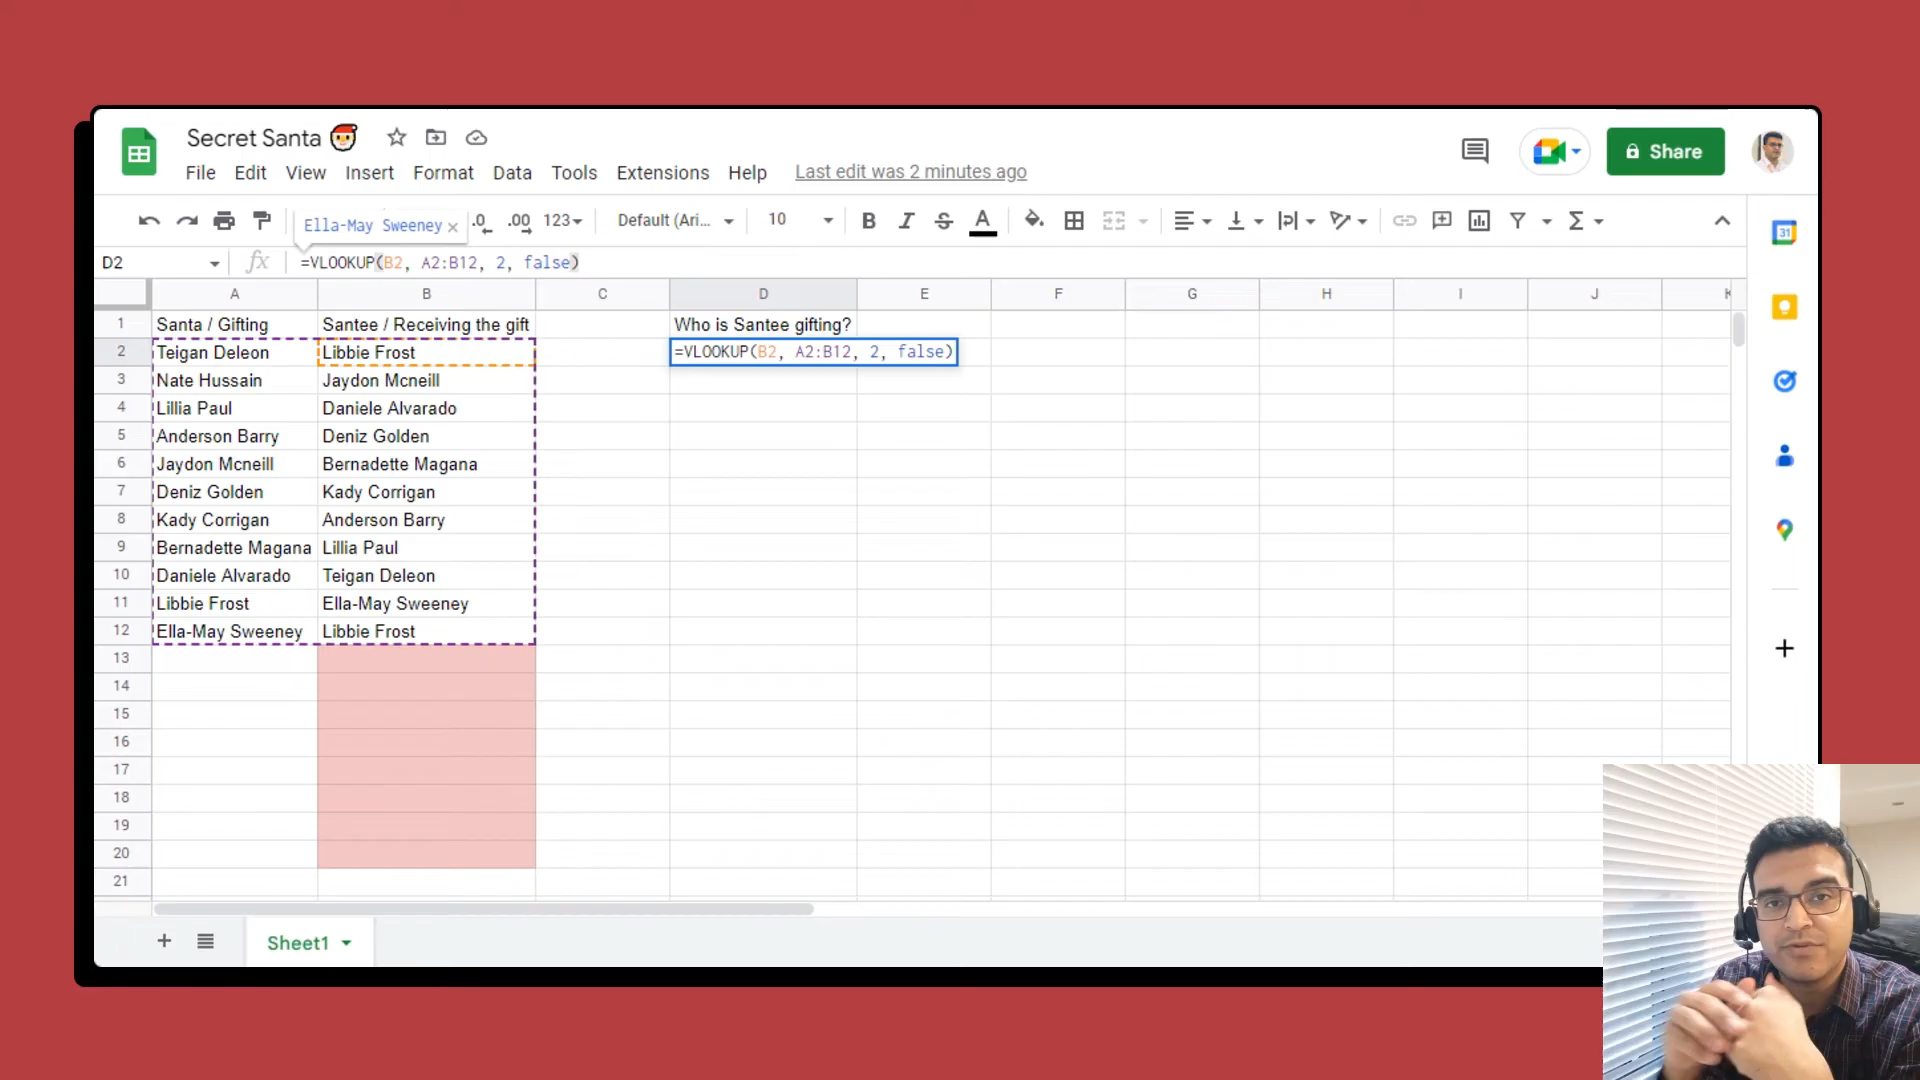 Secret Santa
File Edit View Insert Format Data Tools Extensions Help Last edit was 2 minutes ago
Share
Ella-May Sweeney × .0 .00 123 Default (Ari... 10 B I S A
31
D2 fx =VLOOKUP(B2, A2:B12, 2, false)
A B C D E F G H I J K
1 Santa / Gifting Santee / Receiving the gift Who is Santee gifting?
2 Teigan Deleon Libbie Frost =VLOOKUP(B2, A2:B12, 2, false)
3 Nate Hussain Jaydon Mcneill
4 Lillia Paul Daniele Alvarado
5 Anderson Barry Deniz Golden
6 Jaydon Mcneill Bernadette Magana
7 Deniz Golden Kady Corrigan
8 Kady Corrigan Anderson Barry
9 Bernadette Magana Lillia Paul
10 Daniele Alvarado Teigan Deleon
11 Libbie Frost Ella-May Sweeney
12 Ella-May Sweeney Libbie Frost
13
14
15
16
17
18
19
20
21
Sheet1